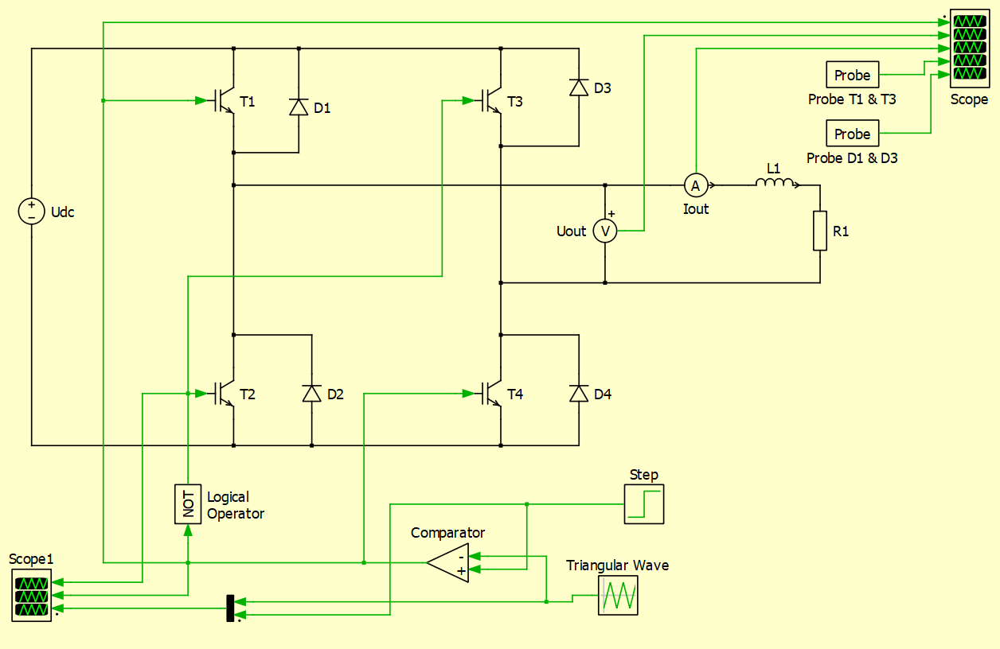 Probe
Probe T1 & T3
Scope
T1
D1
T3
D3
Probe
Probe D1 & D3
L1
A
Iout
+
−
Udc
+
Uout
V
R1
T2
D2
T4
D4
Step
NOT
Logical
Operator
Comparator
-
+
Scope1
Triangular Wave